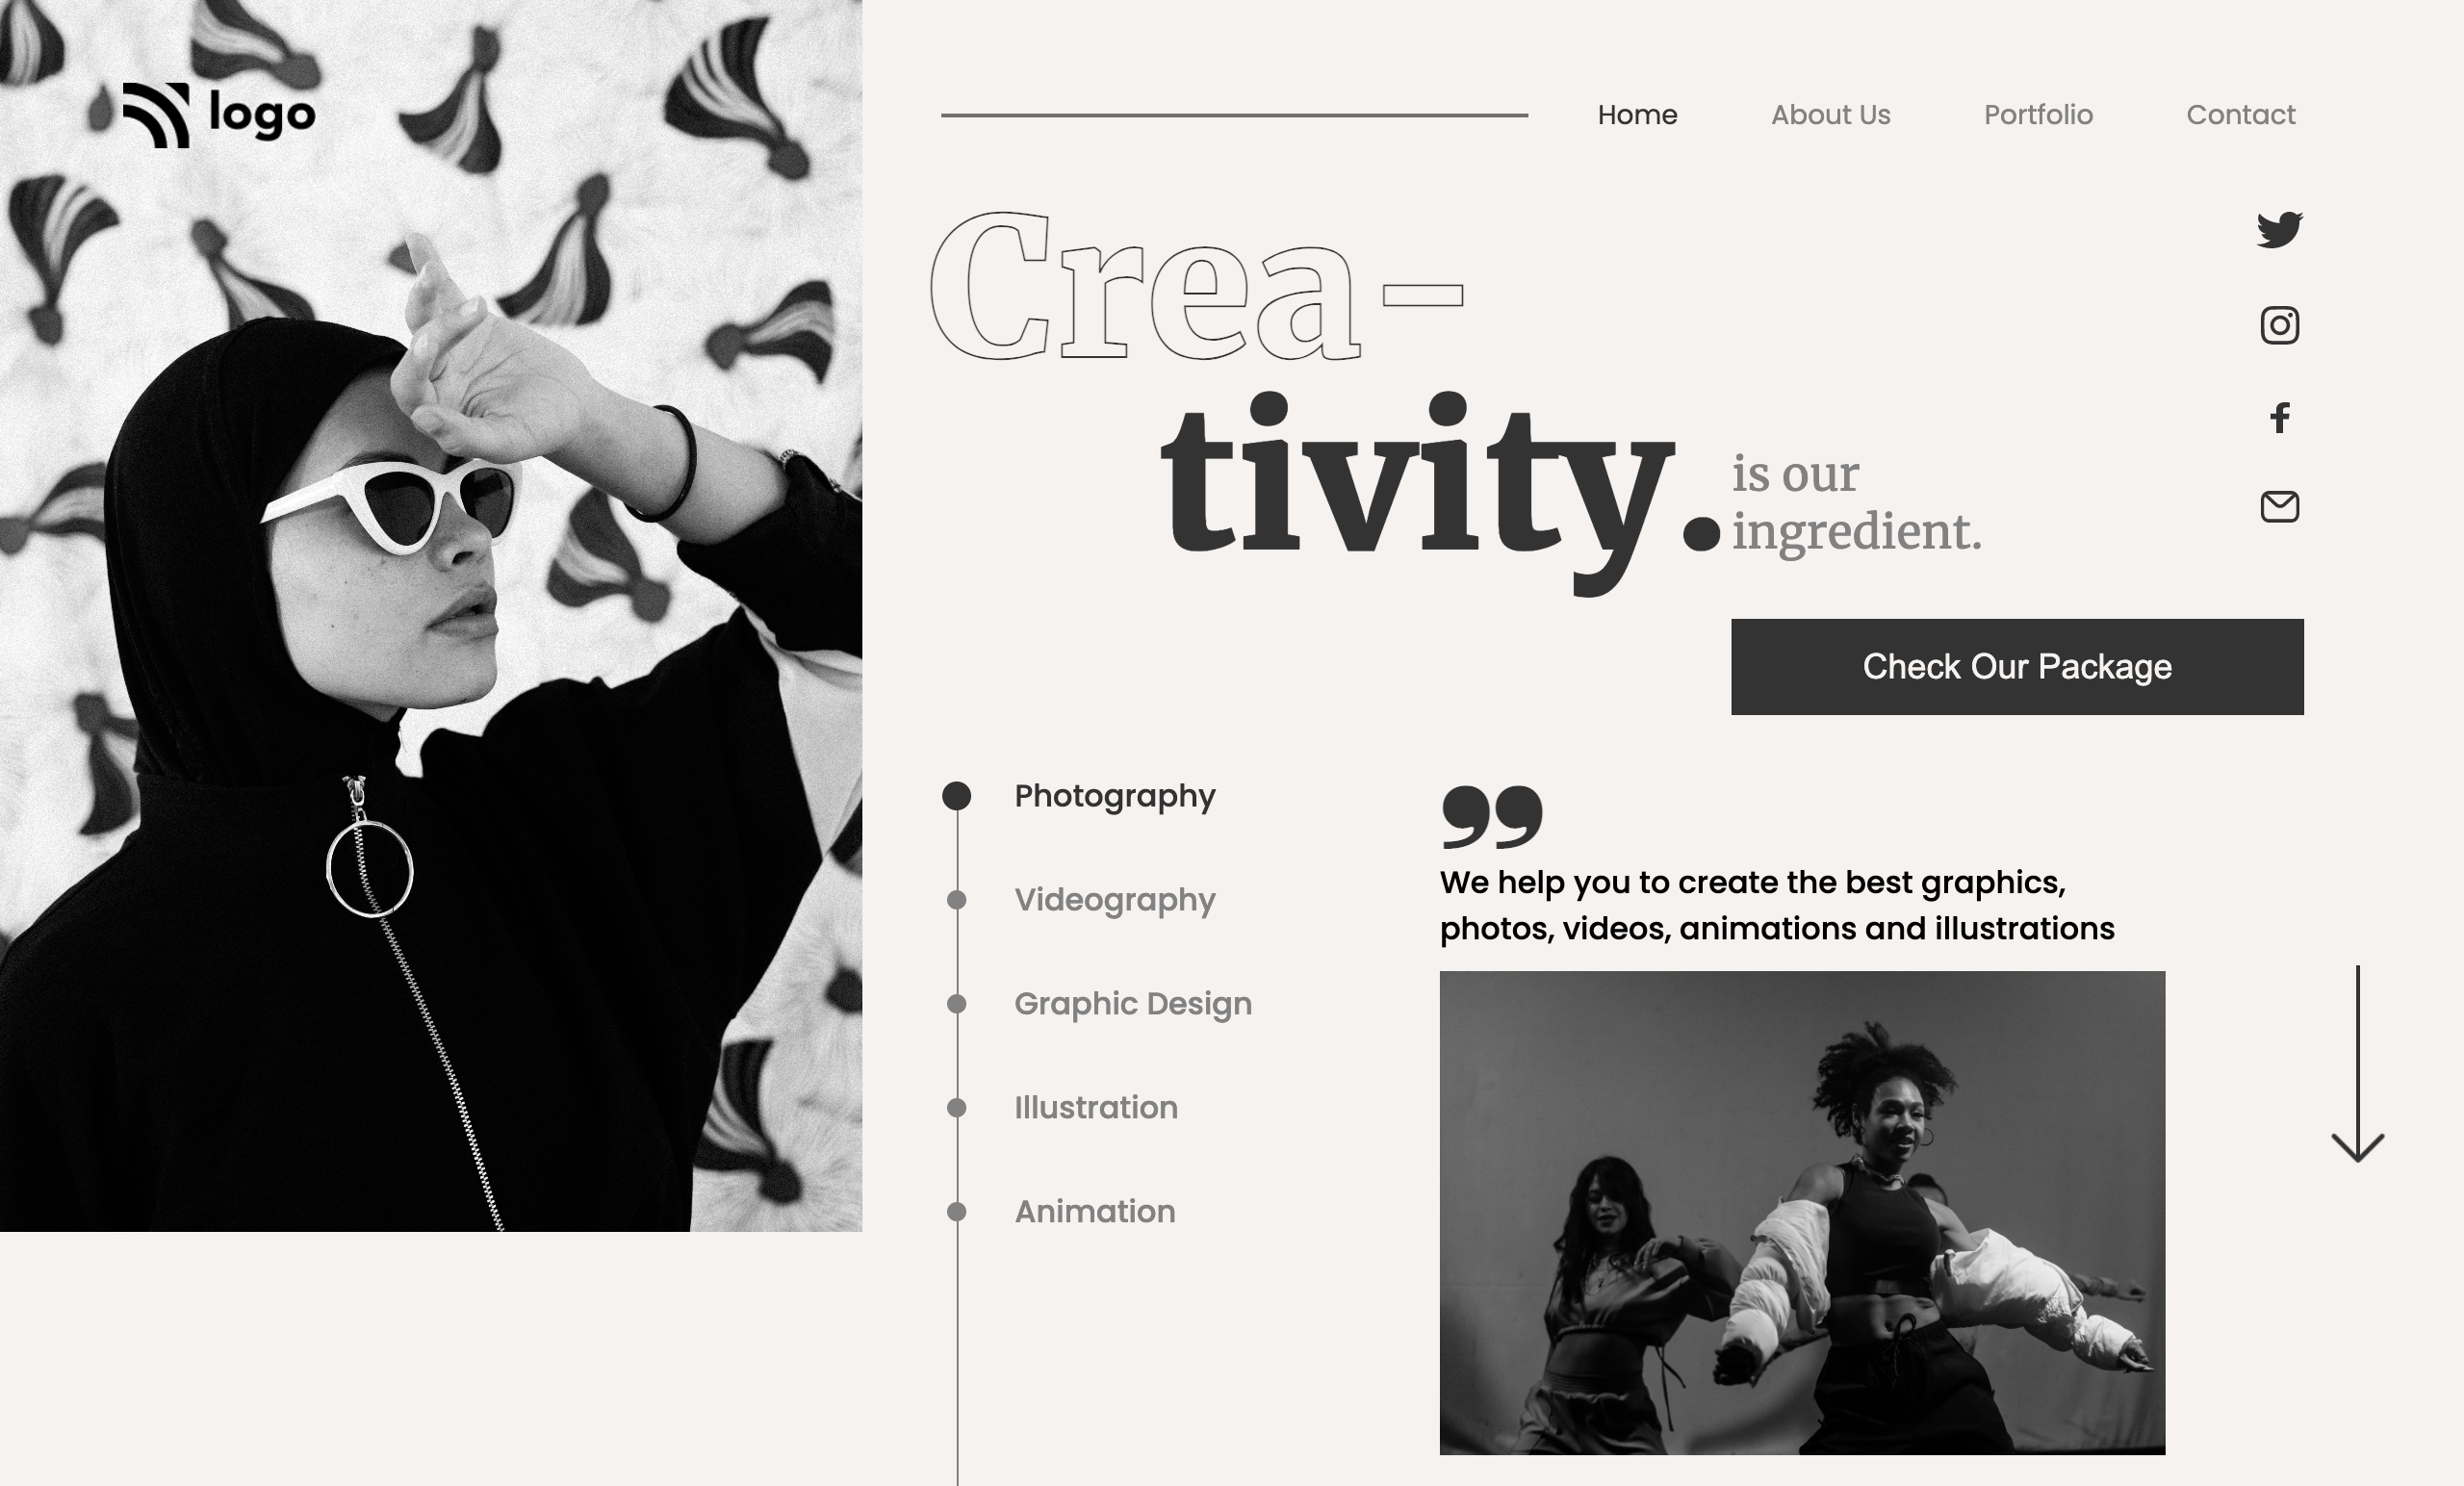 logo
Home
About Us
Portfolio
Contact
Crea-
tivity.
is our
ingredient.
Check Our Package
Photography
Videography
Graphic Design
Illustration
Animation
”
We help you to create the best graphics,
photos, videos, animations and illustrations